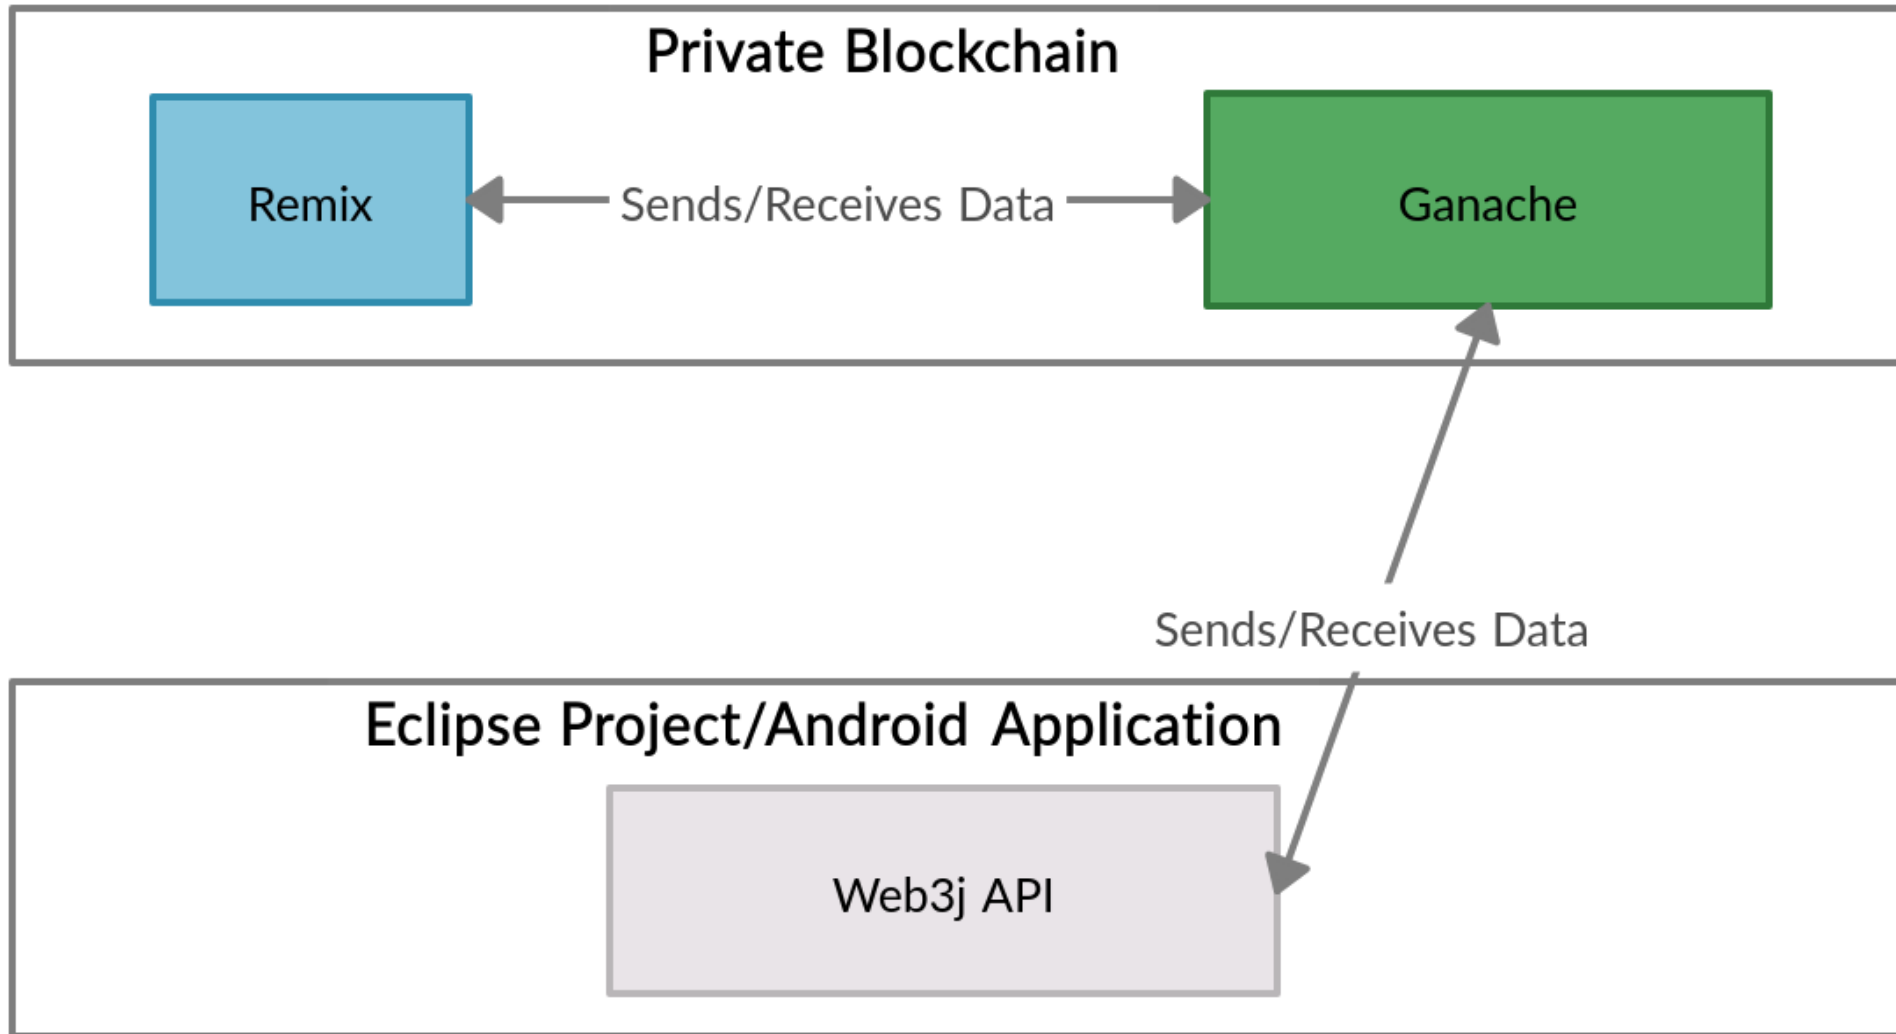 Private Blockchain
Remix
Sends/Receives Data
Ganache
Sends/Receives Data
Eclipse Project/Android Application
Web3j API